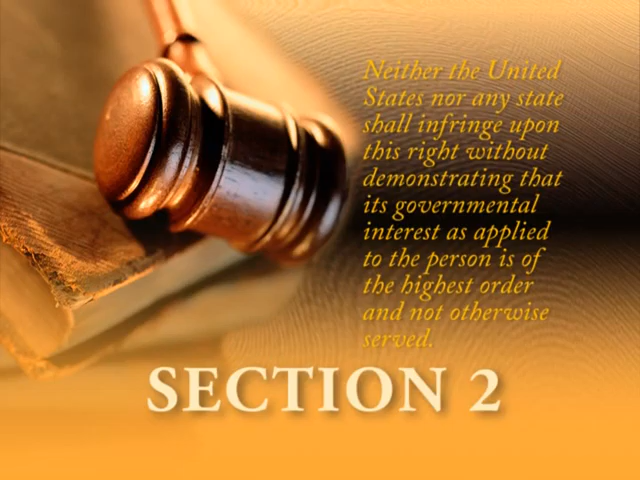 Neither the United
States nor any state
shall infringe upon
this right without
demonstrating that
its governmental
interest as applied
to the person is of
the highest order
and not otherwise
served.
SECTION 2